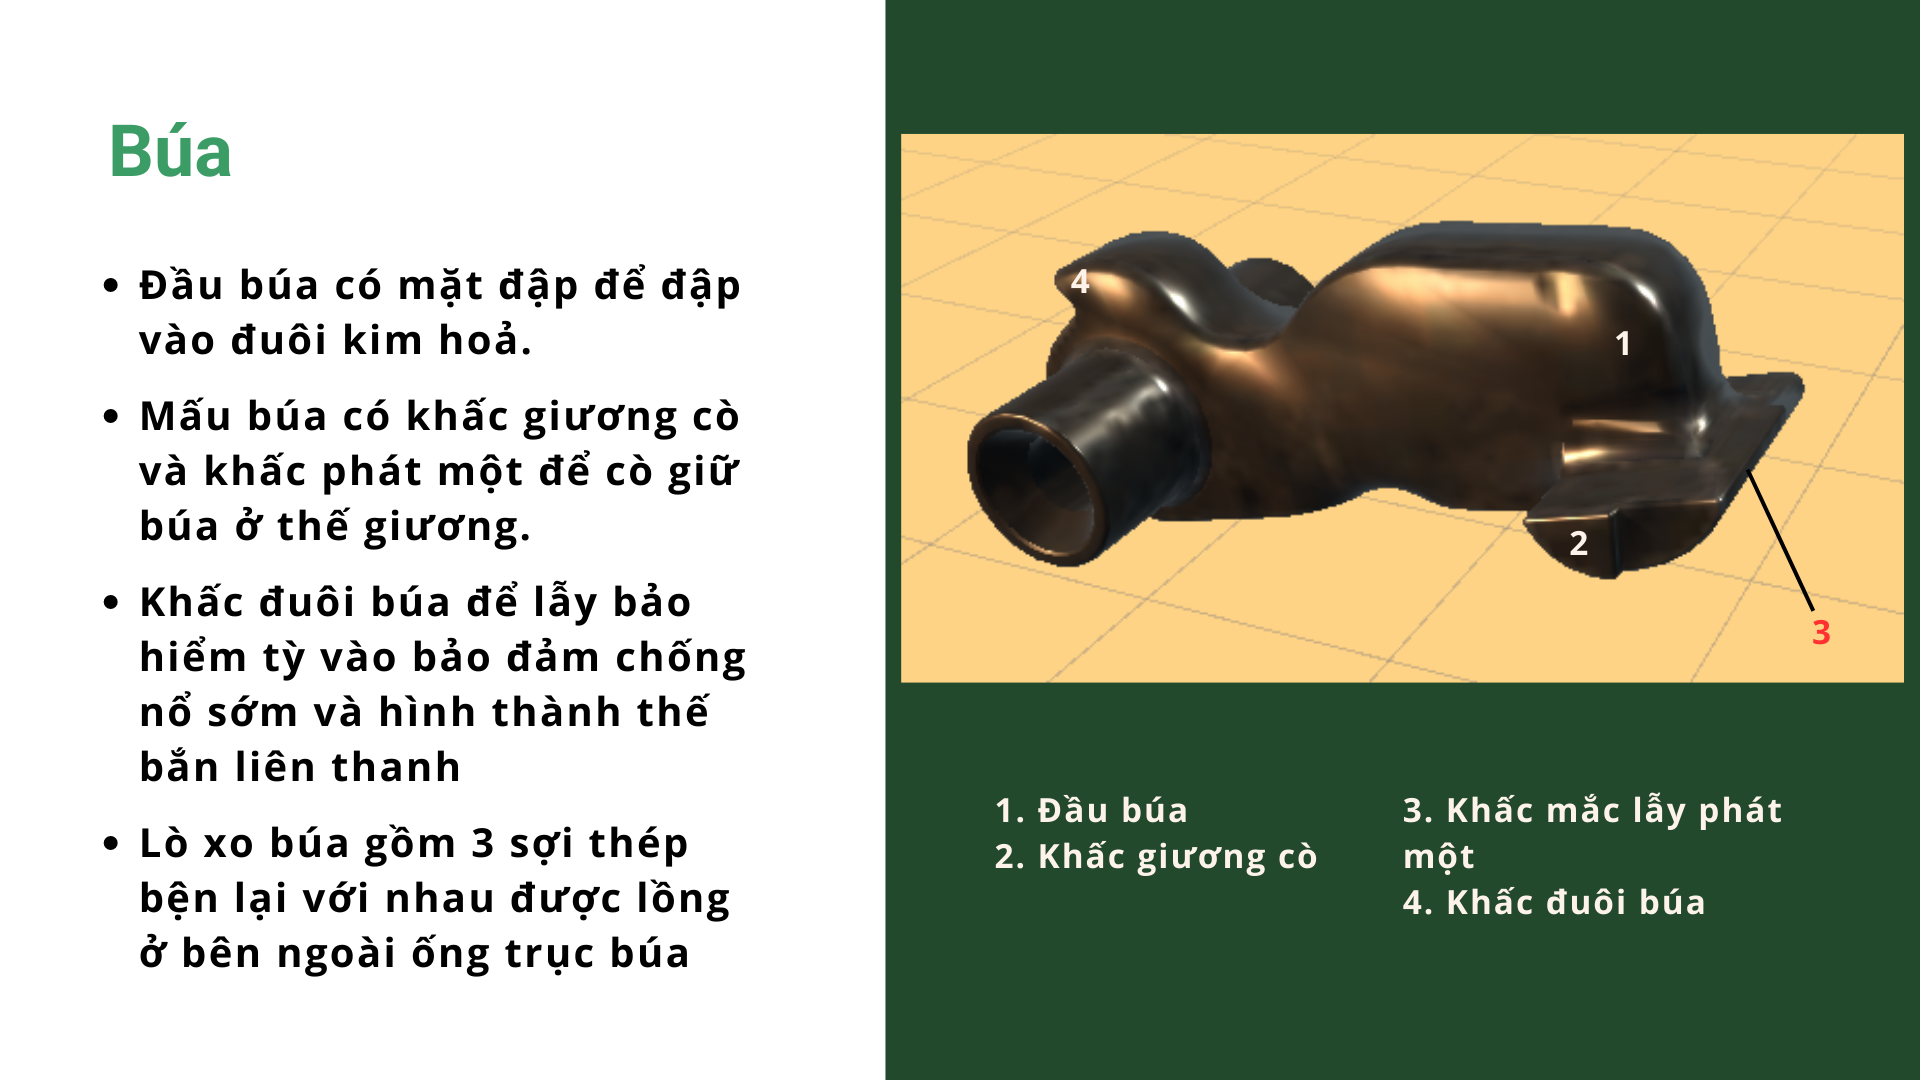 Búa
• Đầu búa có mặt đập để đập
vào đuôi kim hoả.
• Mấu búa có khấc giương cò
và khấc phát một để cò giữ
búa ở thế giương.
• Khấc đuôi búa để lẫy bảo
hiểm tỳ vào bảo đảm chống
nổ sớm và hình thành thế
bắn liên thanh
• Lò xo búa gồm 3 sợi thép
bện lại với nhau được lồng
ở bên ngoài ống trục búa
4
1
2
3
1. Đầu búa
2. Khấc giương cò
3. Khấc mắc lẫy phát
một
4. Khấc đuôi búa